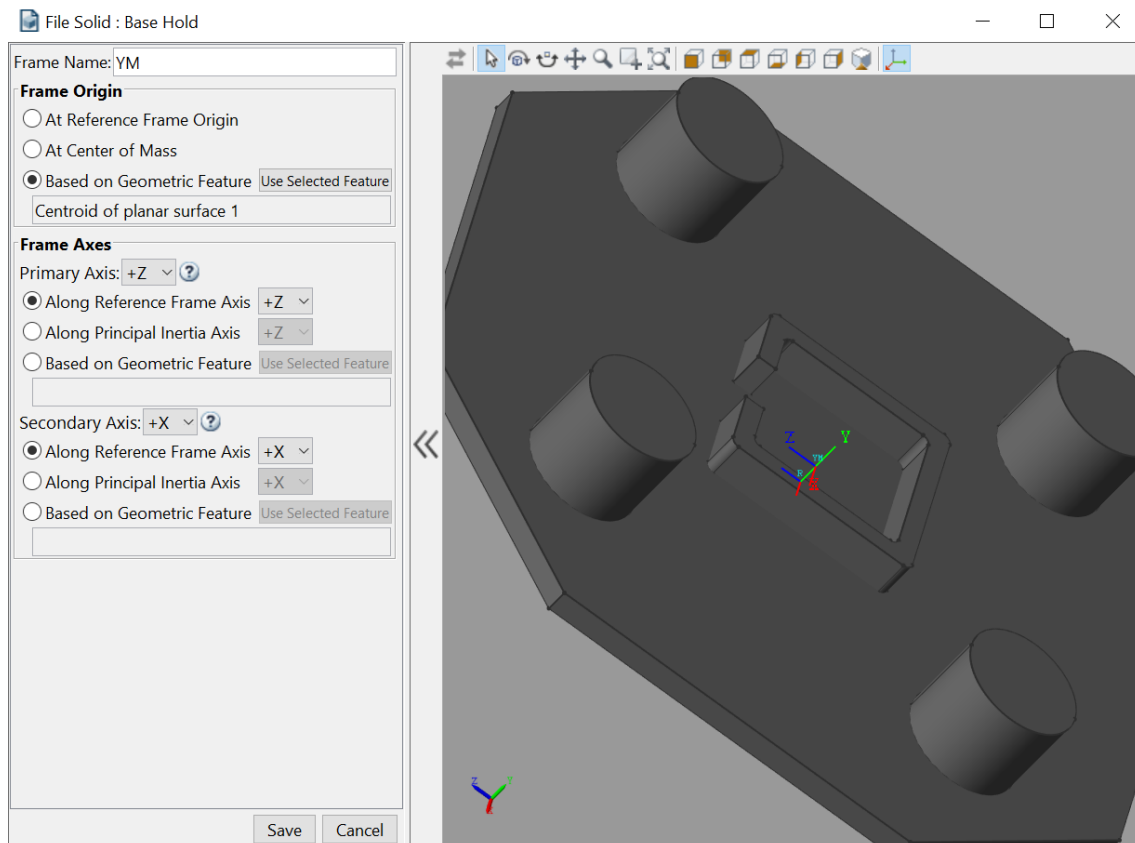 File Solid : Base Hold
Frame Name: YM
Frame Origin
At Reference Frame Origin
At Center of Mass
Based on Geometric Feature Use Selected Feature
Centroid of planar surface 1
Frame Axes
Primary Axis: +Z
Along Reference Frame Axis +Z
Along Principal Inertia Axis +Z
Based on Geometric Feature Use Selected Feature
Secondary Axis: +X
Along Reference Frame Axis +X
Along Principal Inertia Axis +X
Based on Geometric Feature Use Selected Feature
Save Cancel
Z Y
YM
R
Z Y
X